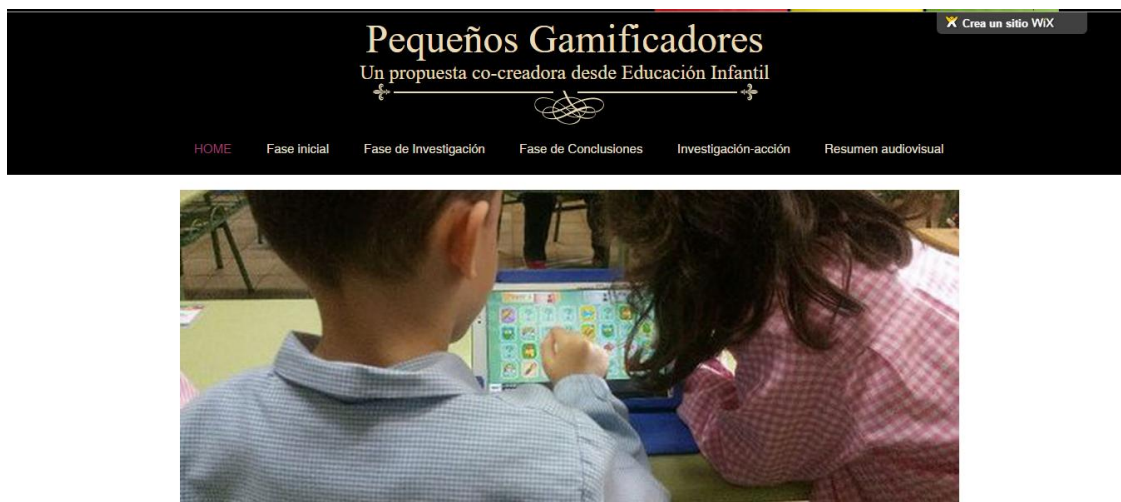 Crea un sitio WiX
Pequeños Gamificadores
Un propuesta co-creadora desde Educación Infantil
HOME Fase inicial Fase de Investigación Fase de Conclusiones Investigación-acción Resumen audiovisual